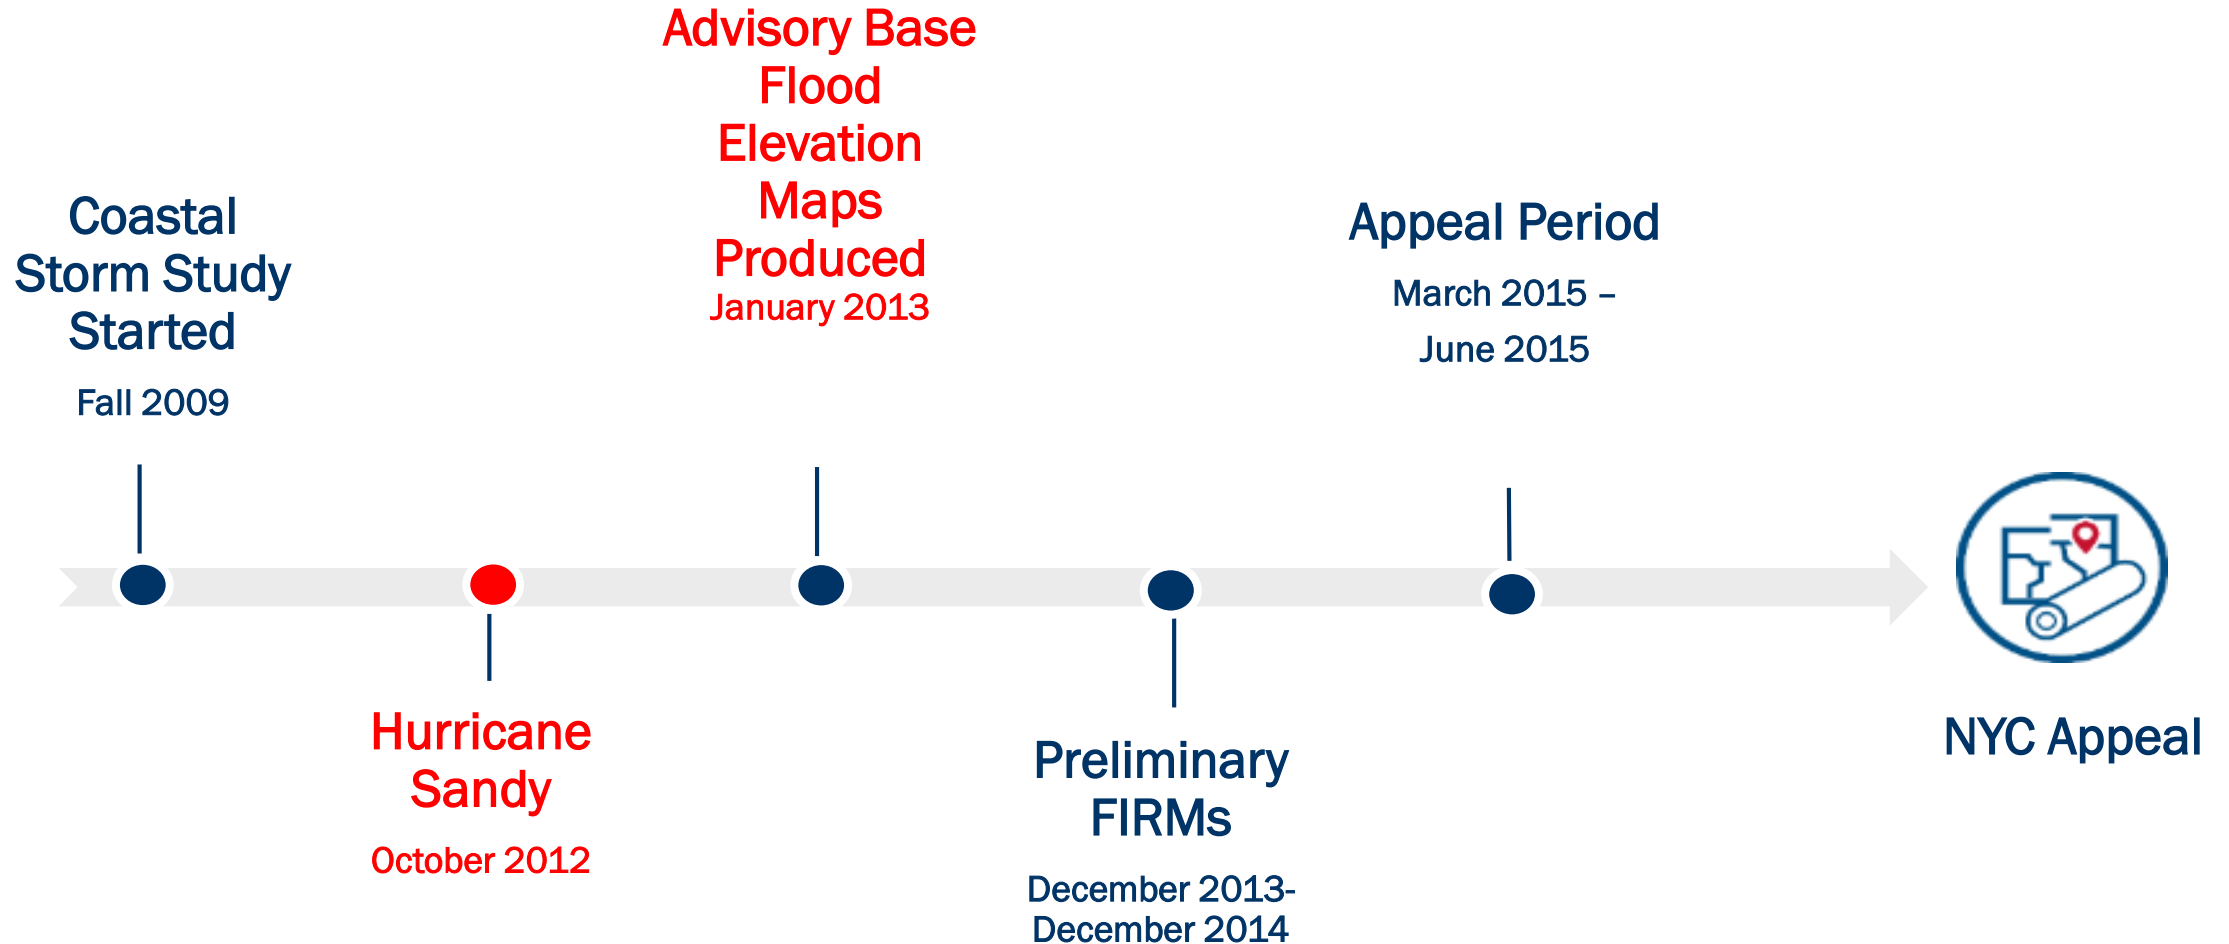 Coastal
Storm Study
Started
Fall 2009
Hurricane
Sandy
October 2012
Advisory Base
Flood
Elevation
Maps
Produced
January 2013
Preliminary
FIRMs
December 2013-
December 2014
Appeal Period
March 2015 –
June 2015
NYC Appeal